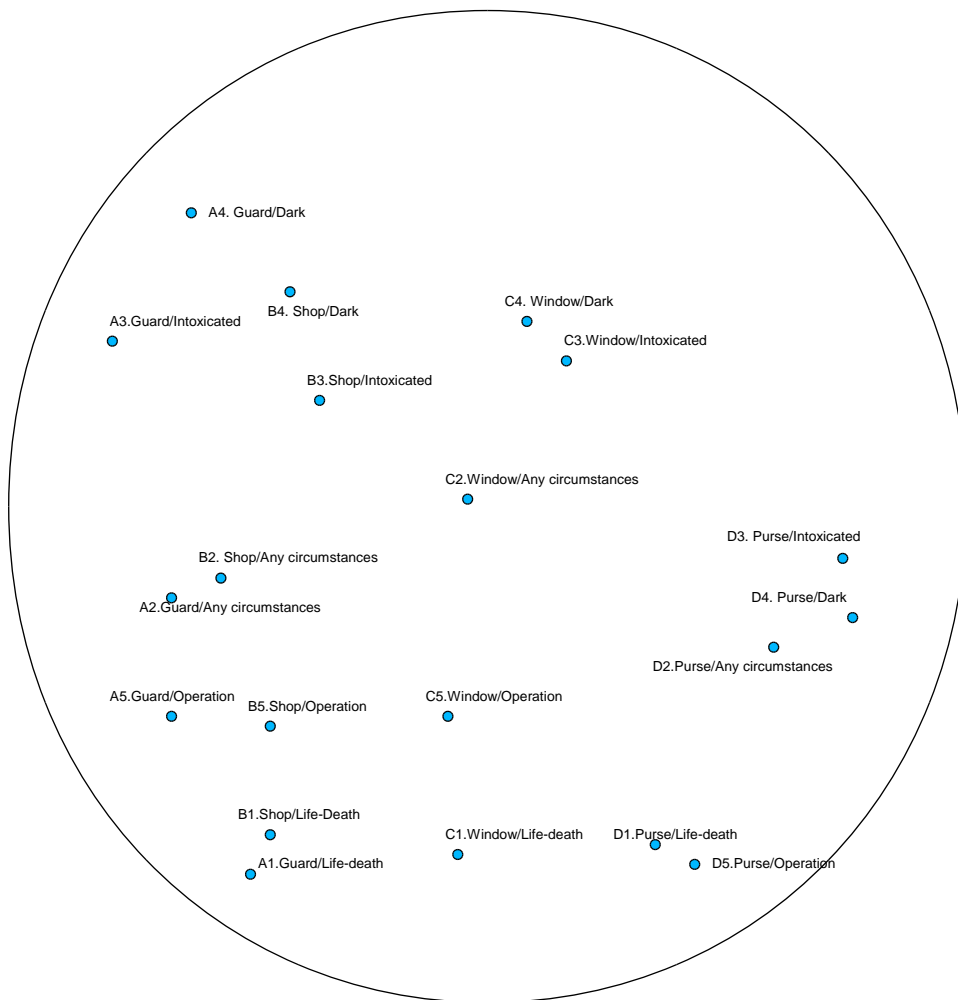 A4. Guard/Dark
C4. Window/Dark
B4. Shop/Dark
A3.Guard/Intoxicated
C3.Window/Intoxicated
B3.Shop/Intoxicated
C2.Window/Any circumstances
D3. Purse/Intoxicated
B2. Shop/Any circumstances
D4. Purse/Dark
A2.Guard/Any circumstances
D2.Purse/Any circumstances
A5.Guard/Operation
C5.Window/Operation
B5.Shop/Operation
B1.Shop/Life-Death
C1.Window/Life-death
D1.Purse/Life-death
A1.Guard/Life-death
D5.Purse/Operation